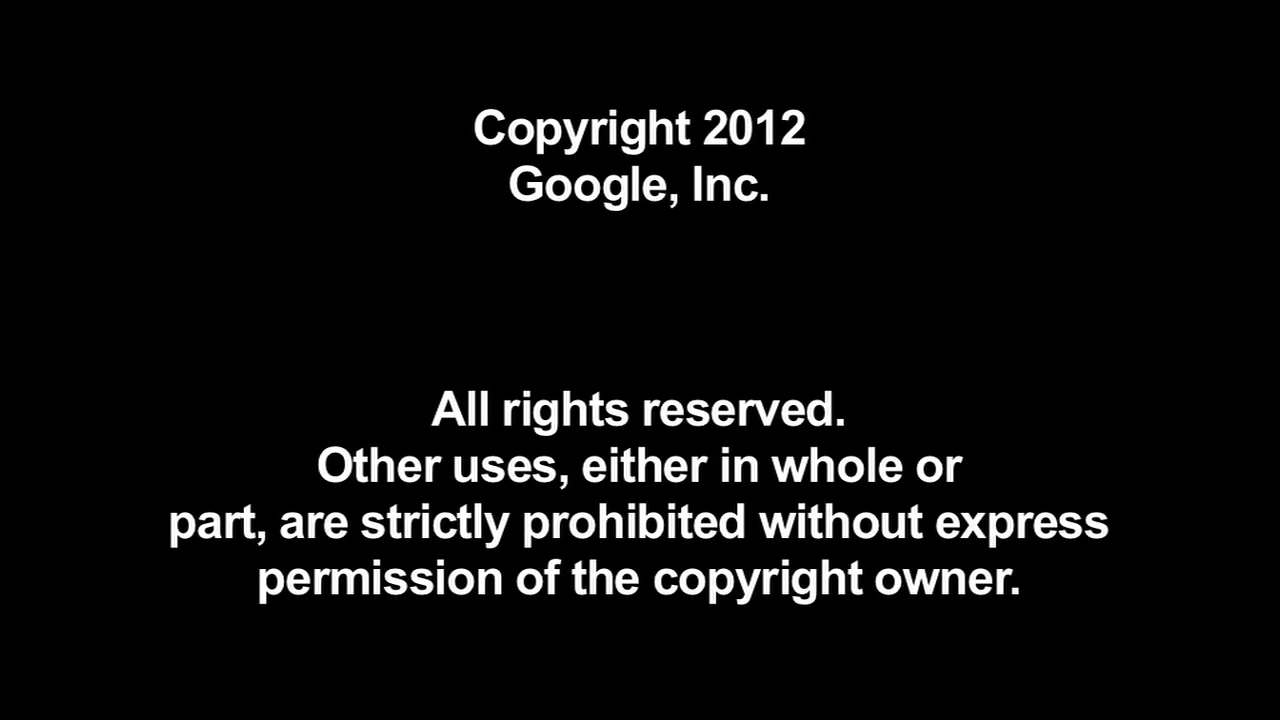 Copyright 2012
Google, Inc.
All rights reserved.
Other uses, either in whole or
part, are strictly prohibited without express
permission of the copyright owner.